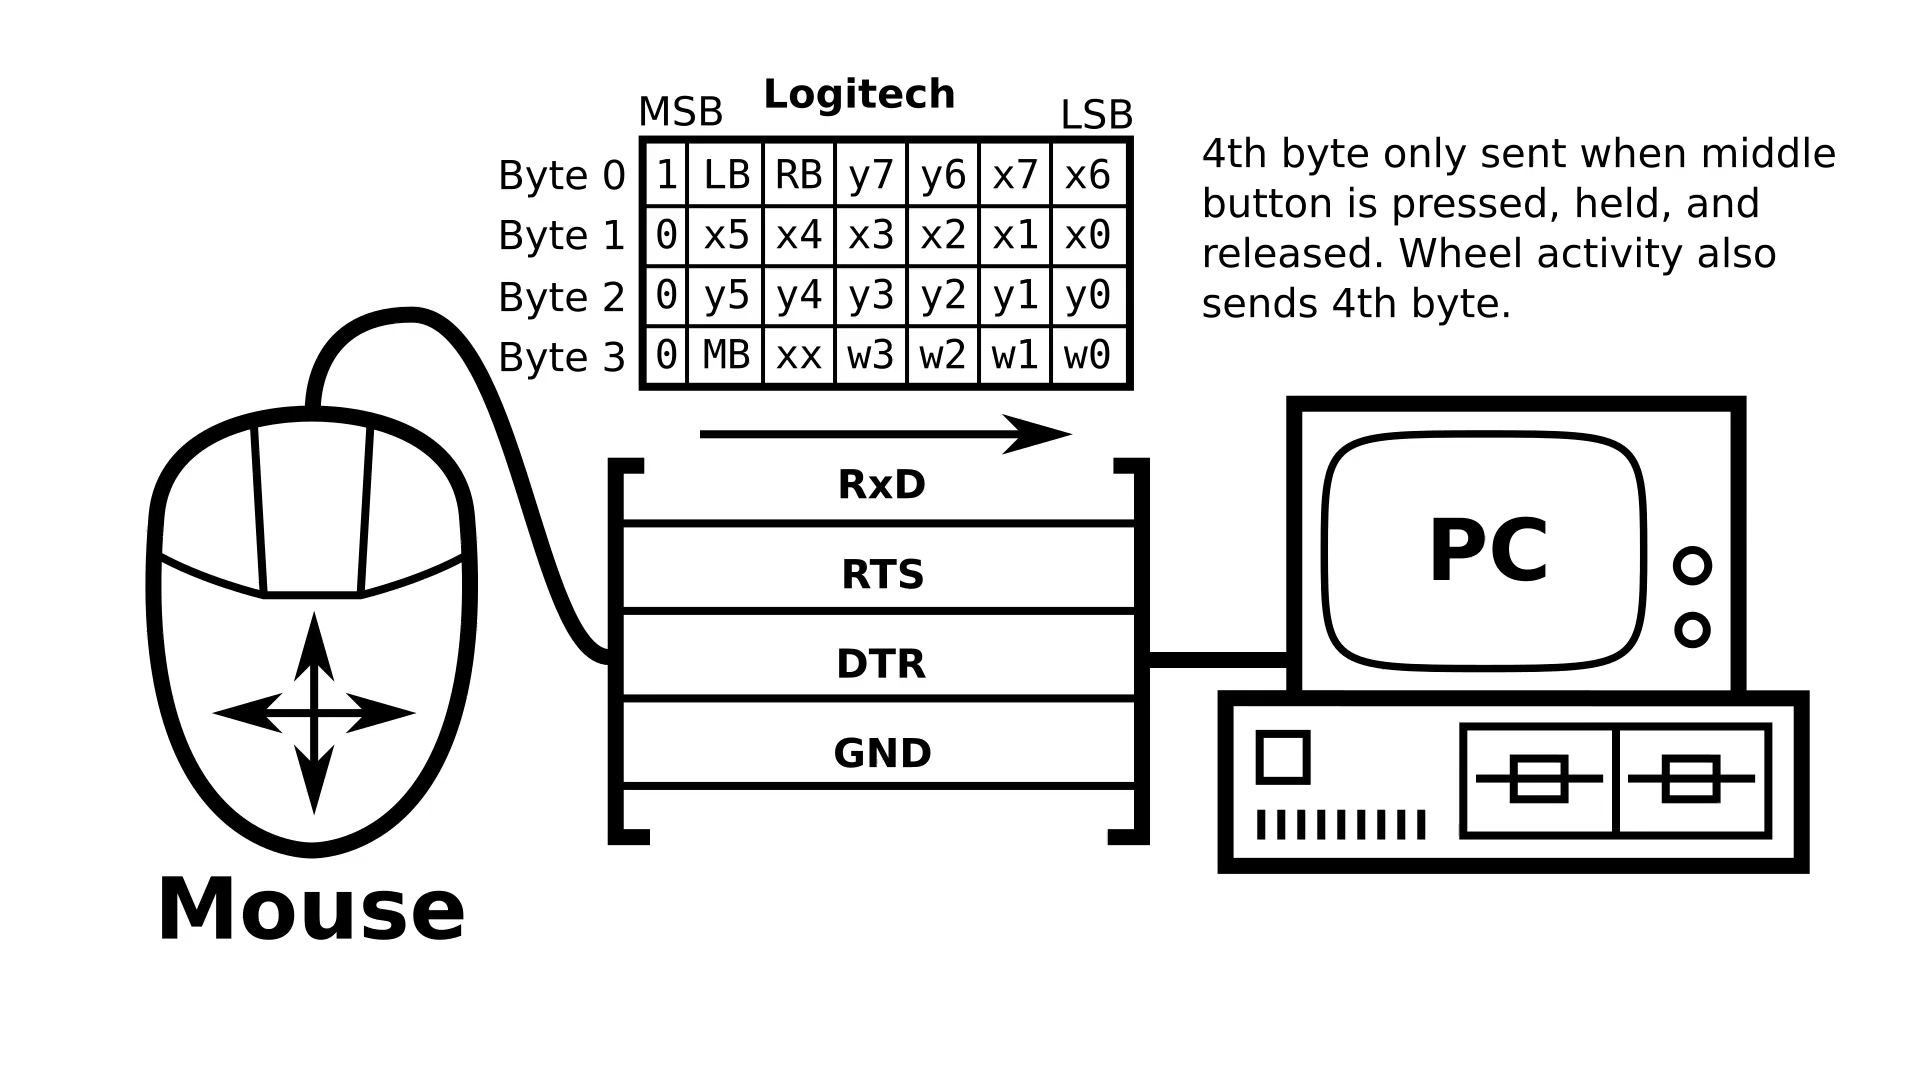 MSB Logitech LSB
Byte 0 1 LB RB y7 y6 x7 x6
Byte 1 0 x5 x4 x3 x2 x1 x0
Byte 2 0 y5 y4 y3 y2 y1 y0
Byte 3 0 MB xx w3 w2 w1 w0
4th byte only sent when middle
button is pressed, held, and
released. Wheel activity also
sends 4th byte.
RxD
RTS
DTR
GND
PC
Mouse